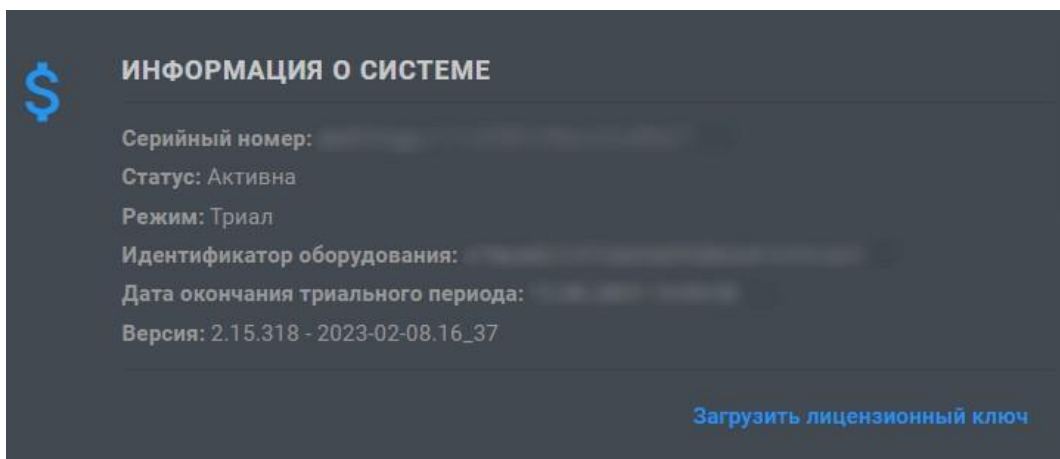 $
ИНФОРМАЦИЯ О СИСТЕМЕ
Серийный номер:
Статус: Активна
Режим: Триал
Идентификатор оборудования:
Дата окончания триального периода:
Версия: 2.15.318 - 2023-02-08.16_37
Загрузить лицензионный ключ